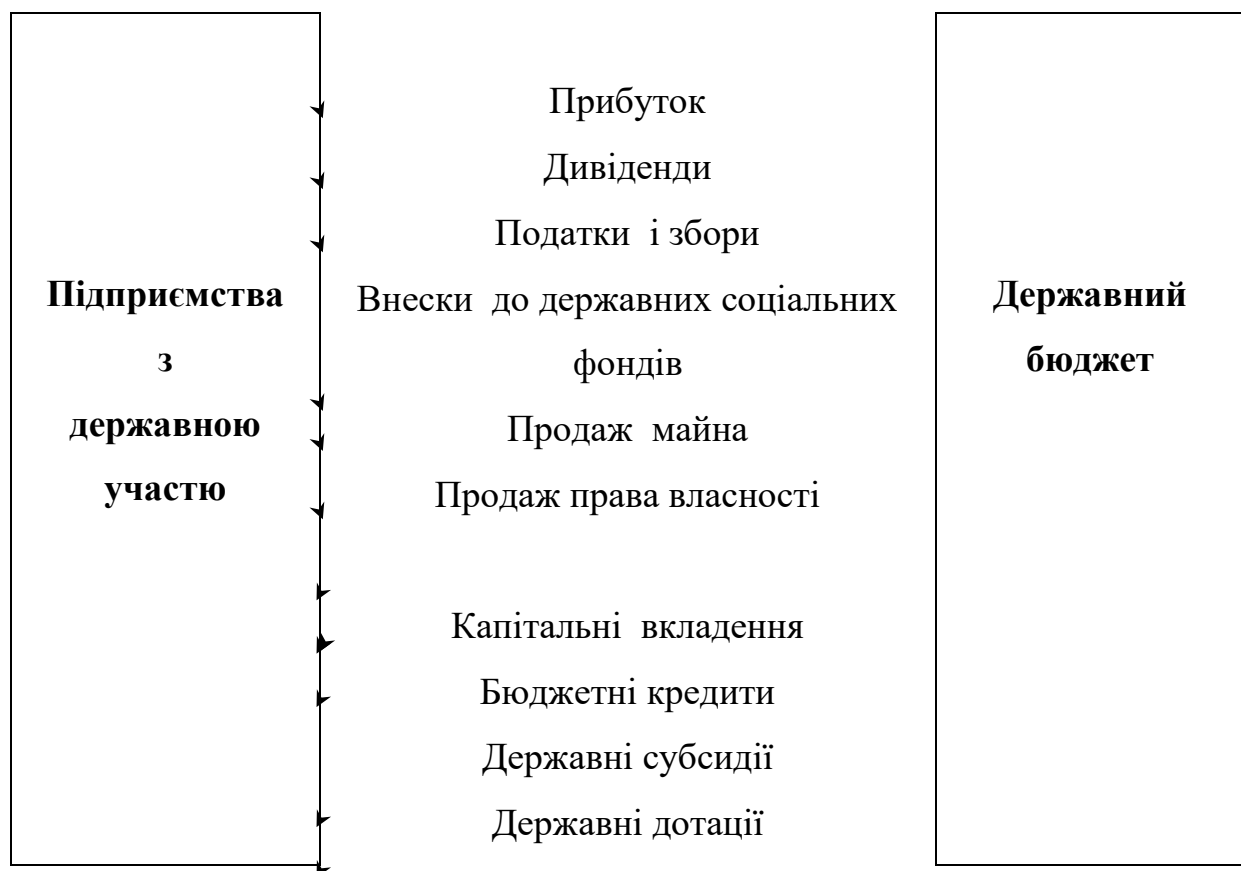 Підприємства
з
державною
участю
Прибуток
Дивіденди
Податки і збори
Внески до державних соціальних
фондів
Продаж майна
Продаж права власності
Капітальні вкладення
Бюджетні кредити
Державні субсидії
Державні дотації
Державний
бюджет